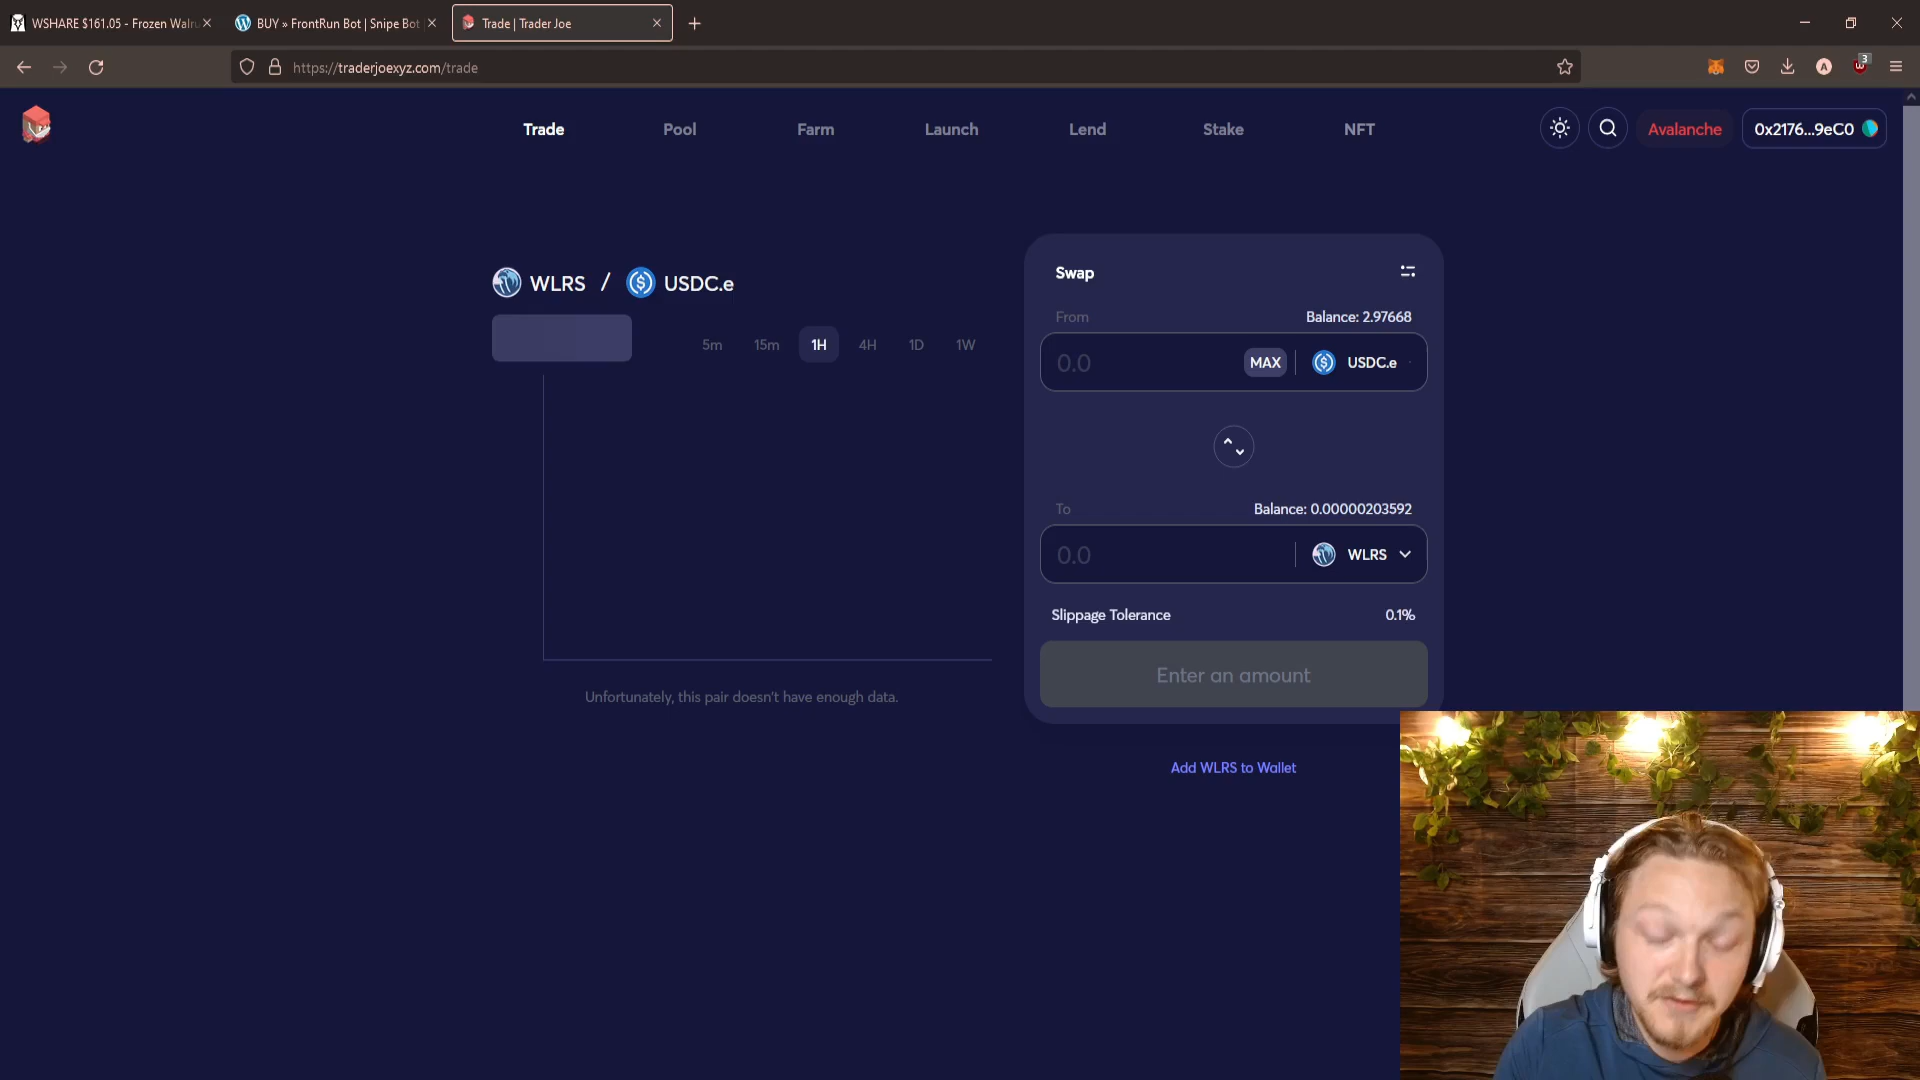 WSHARE $161.05 - Frozen Walru
BUY » FrontRun Bot | Snipe Bot
Trade | Trader Joe
https://traderjoexyz.com/trade
A
3
Trade
Pool
Farm
Launch
Lend
Stake
NFT
Avalanche
0x2176...9eC0
WLRS / USDC.e
5m
15m
1H
4H
1D
1W
Unfortunately, this pair doesn't have enough data.
Swap
From
Balance: 2.97668
0.0
MAX
USDC.e
To
Balance: 0.00000203592
0.0
WLRS
Slippage Tolerance
0.1%
Enter an amount
Add WLRS to Wallet